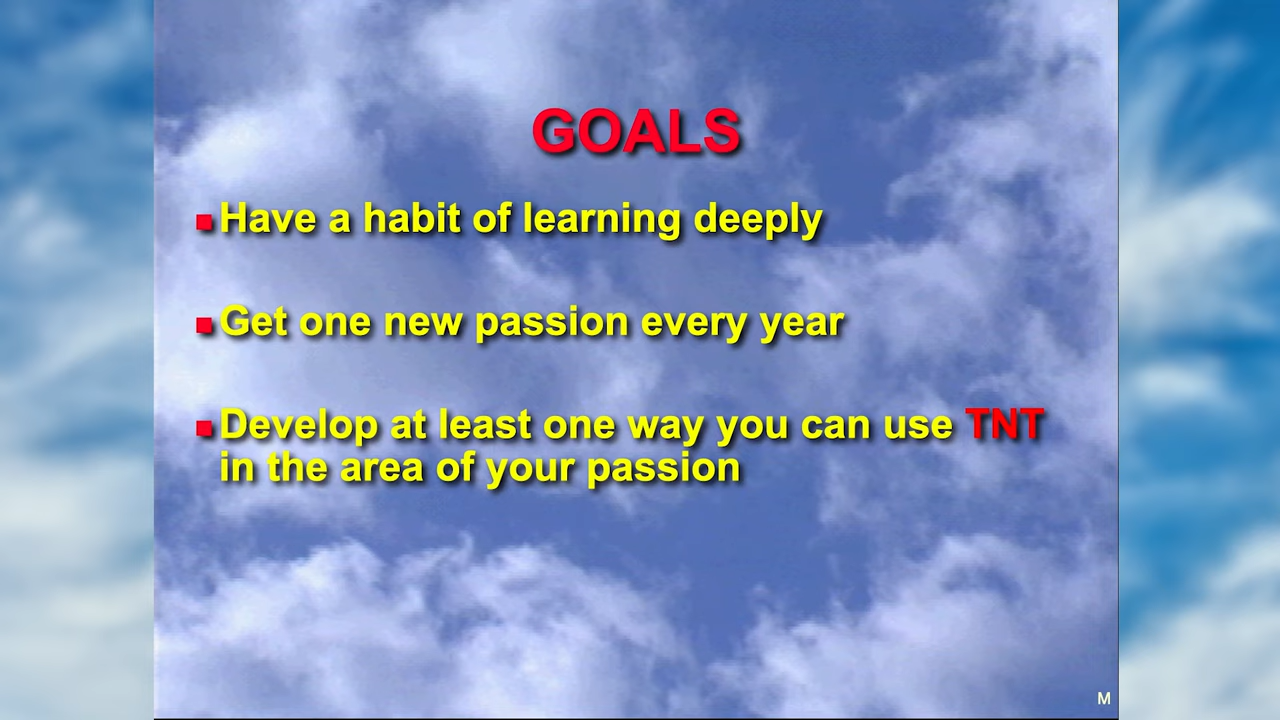 GOALS
Have a habit of learning deeply
Get one new passion every year
Develop at least one way you can use TNT
in the area of your passion
M